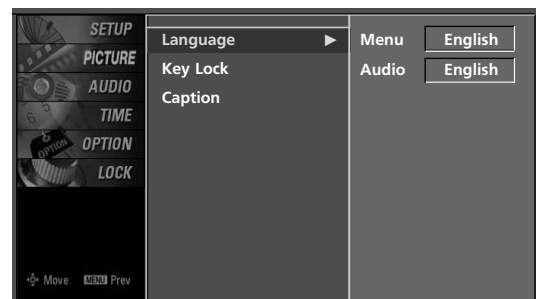 SETUP
PICTURE
AUDIO
TIME
OPTION
LOCK
Move MENU Prev
Language ▶
Key Lock
Caption
Menu English
Audio English